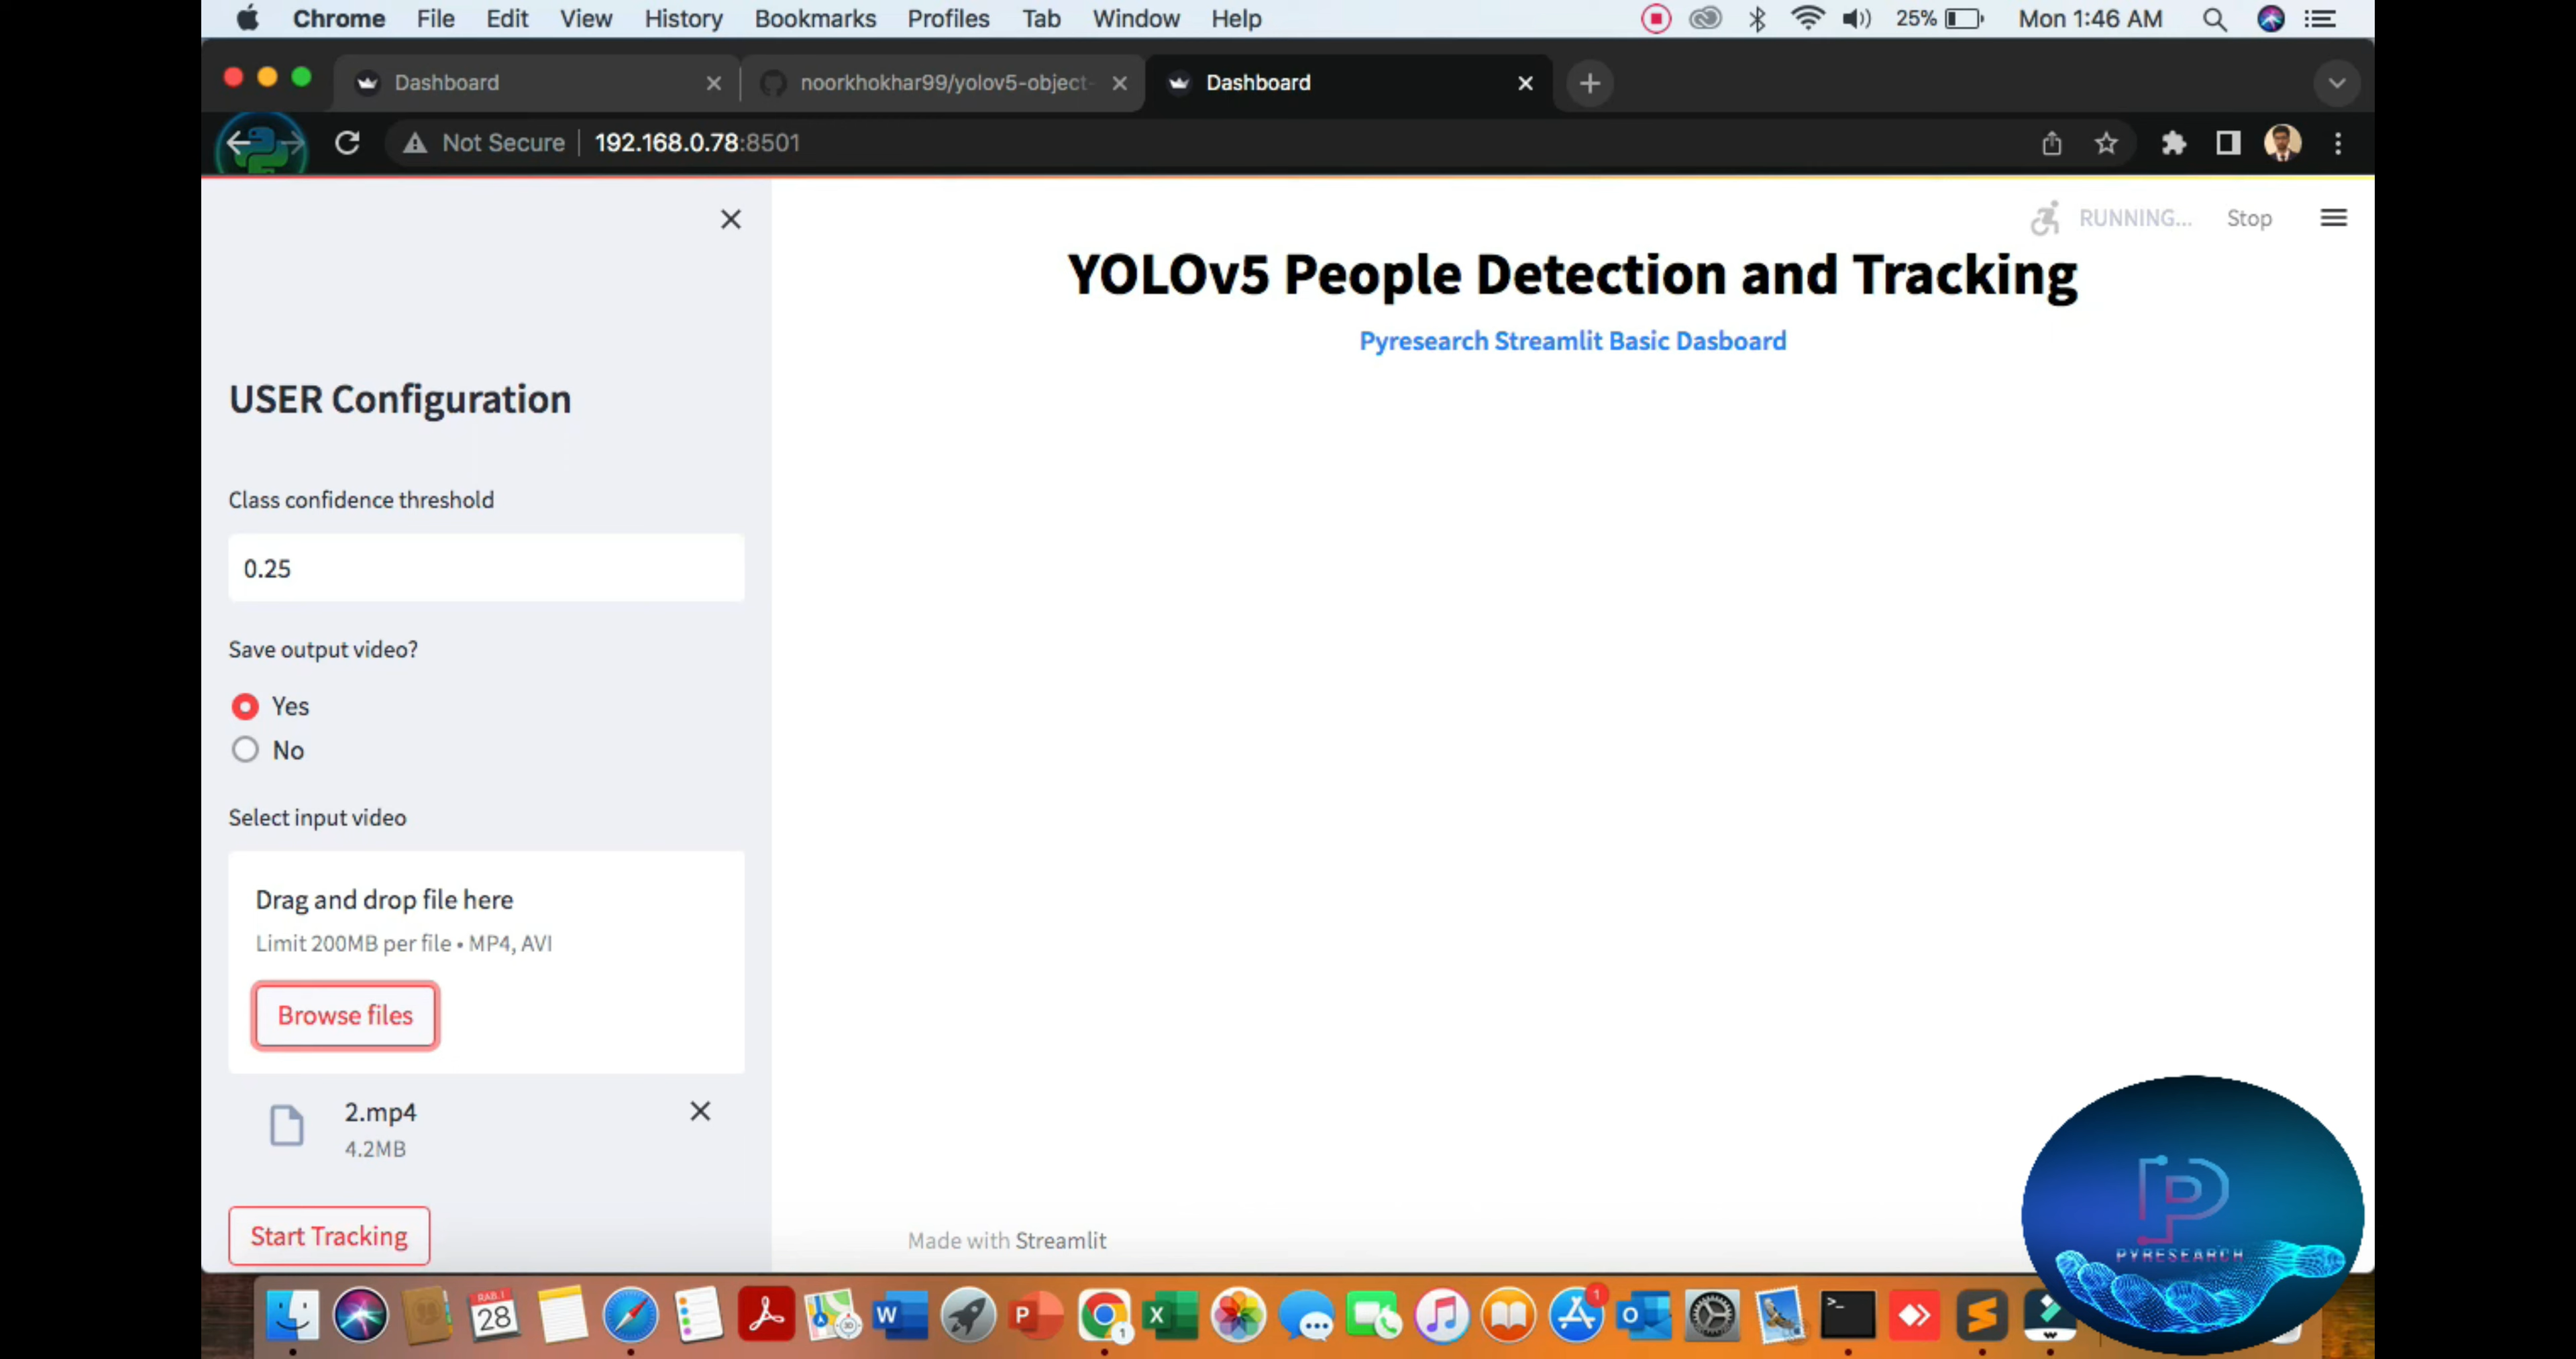 Chrome File Edit View History Bookmarks Profiles Tab Window Help 25% Mon 1:46 AM
Dashboard noorkhokhar99/yolov5-object- Dashboard
Not Secure 192.168.0.78:8501
RUNNING... Stop
YOLOv5 People Detection and Tracking
Pyresearch Streamlit Basic Dasboard
USER Configuration
Class confidence threshold
0.25
Save output video?
Yes
No
Select input video
Drag and drop file here
Limit 200MB per file • MP4, AVI
Browse files
2.mp4
4.2MB
Start Tracking
Made with Streamlit
PYRESEARCH
RAB. I
28
3D
W
P
1
X
1
O
>_
W